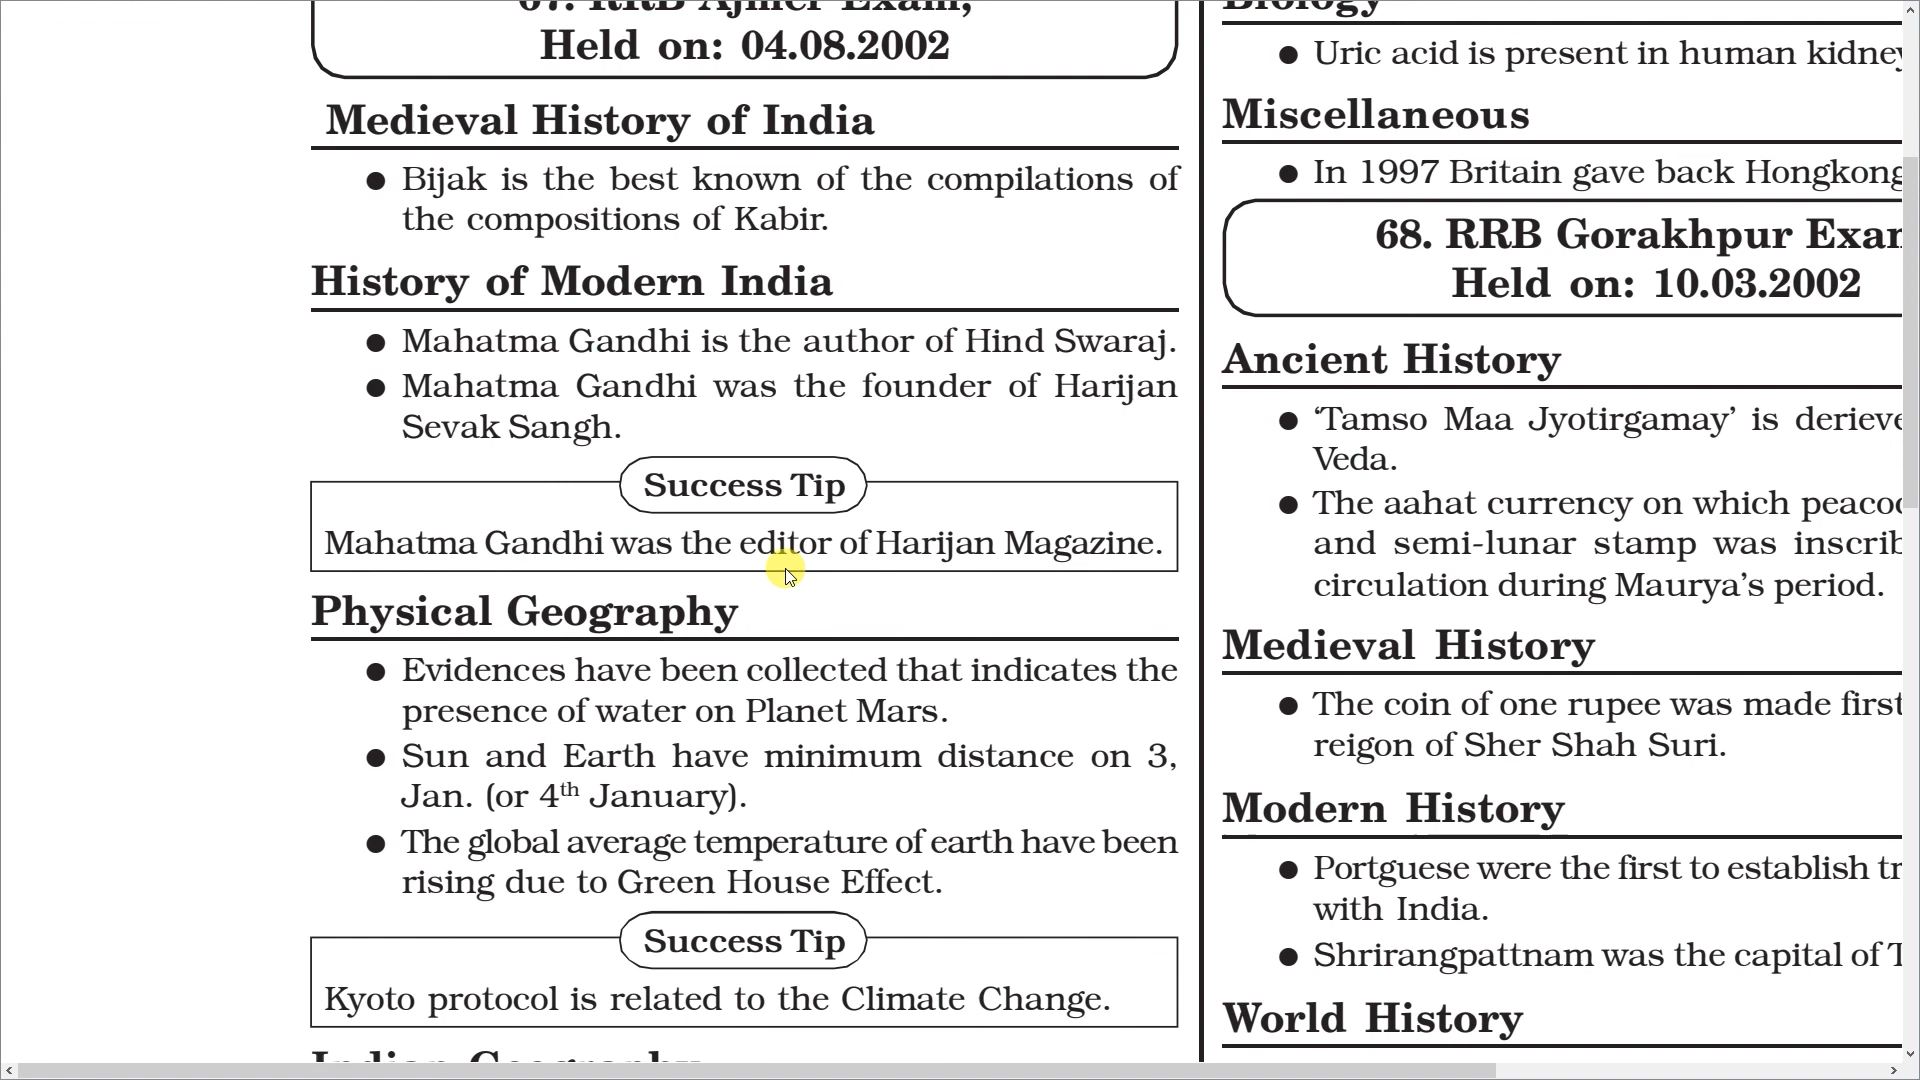 67. RRB Ajmer Exam,
Held on: 04.08.2002
Medieval History of India
● Bijak is the best known of the compilations of
the compositions of Kabir.
History of Modern India
● Mahatma Gandhi is the author of Hind Swaraj.
● Mahatma Gandhi was the founder of Harijan
Sevak Sangh.
Success Tip
Mahatma Gandhi was the editor of Harijan Magazine.
Physical Geography
● Evidences have been collected that indicates the
presence of water on Planet Mars.
● Sun and Earth have minimum distance on 3,
Jan. (or 4th January).
● The global average temperature of earth have been
rising due to Green House Effect.
Success Tip
Kyoto protocol is related to the Climate Change.
Indian Geography
Biology
● Uric acid is present in human kidney
Miscellaneous
● In 1997 Britain gave back Hongkong
68. RRB Gorakhpur
Held on: 10.03.2002
Ancient History
● ‘Tamso Maa Jyotirgamay’ is
Veda.
● The aahat currency on which
and semi-lunar stamp was
circulation during Maurya’s period.
Medieval History
● The coin of one rupee was made first
reigon of Sher Shah Suri.
Modern History
● Portguese were the first to establish
with India.
● Shrirangpattnam was the capital of
World History